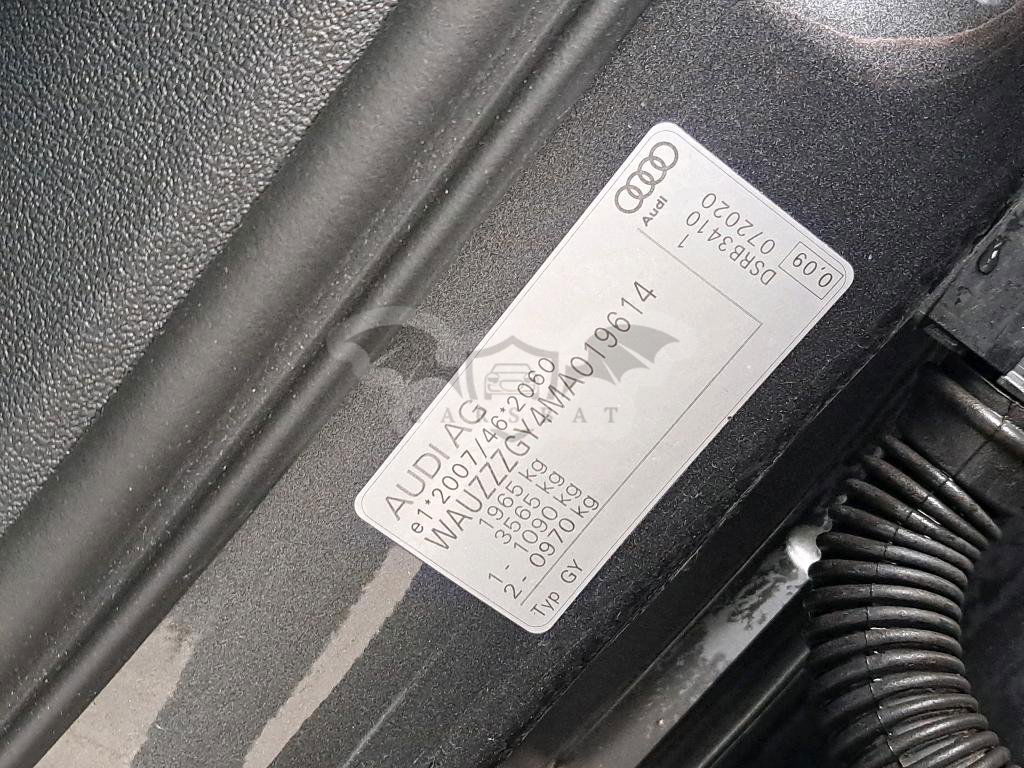 AUDI AG
e1*2007/46*2060
WAUZZZGY4MA019614
1965 kg
3565 kg
1 - 1090 kg
2 - 0970 kg
Typ GY
Audi
1
DSRB3410
072020
0.09
CARSHAT